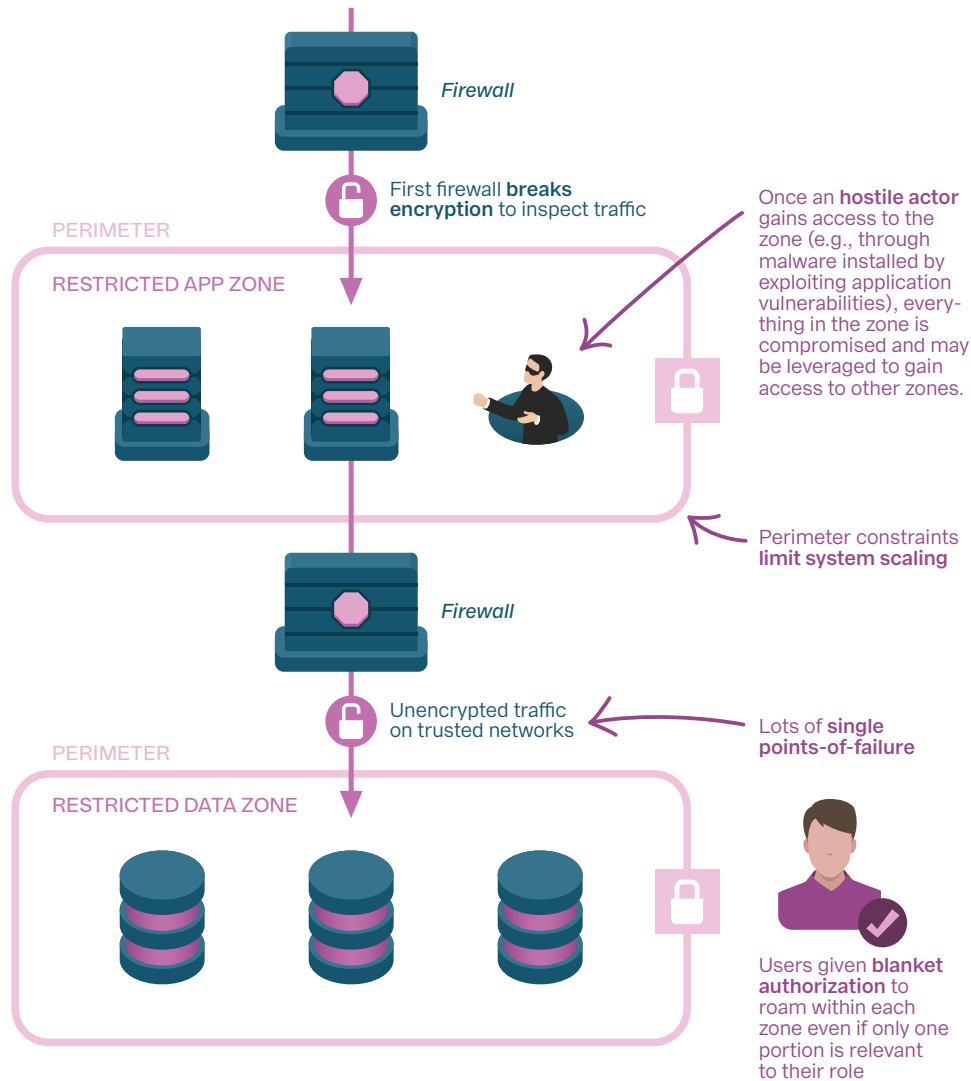 Firewall
First firewall breaks
encryption to inspect traffic
PERIMETER
RESTRICTED APP ZONE
Once an hostile actor
gains access to the
zone (e.g., through
malware installed by
exploiting application
vulnerabilities), every-
thing in the zone is
compromised and may
be leveraged to gain
access to other zones.
Perimeter constraints
limit system scaling
Firewall
Unencrypted traffic
on trusted networks
Lots of single
points-of-failure
PERIMETER
RESTRICTED DATA ZONE
Users given blanket
authorization to
roam within each
zone even if only one
portion is relevant
to their role